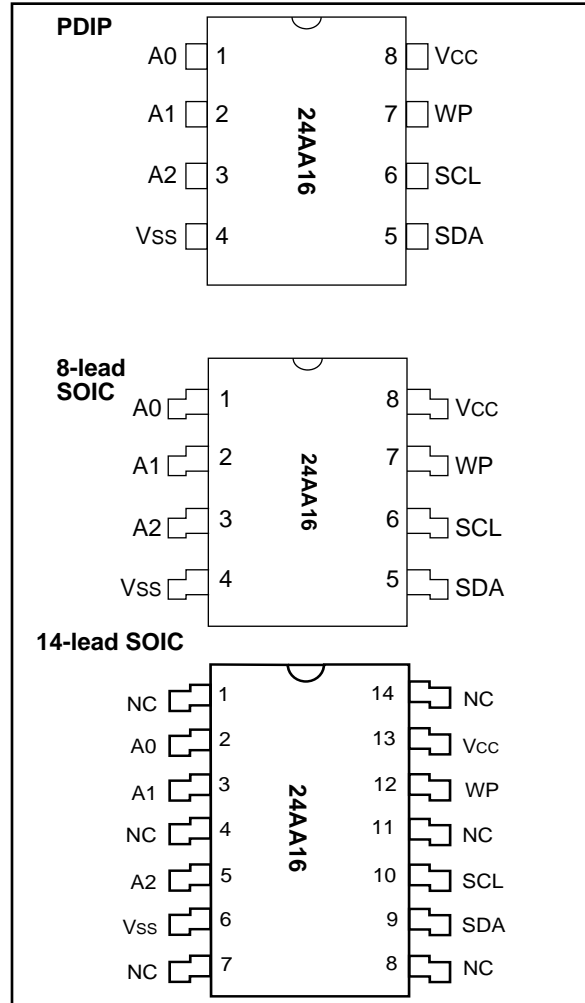 PDIP
A0 1 8 VCC
A1 2 7 WP
24AA16
A2 3 6 SCL
VSS 4 5 SDA
8-lead
SOIC
A0 1 8 VCC
A1 2 7 WP
24AA16
A2 3 6 SCL
VSS 4 5 SDA
14-lead SOIC
NC 1 14 NC
A0 2 13 VCC
A1 3 12 WP
24AA16
NC 4 11 NC
A2 5 10 SCL
VSS 6 9 SDA
NC 7 8 NC